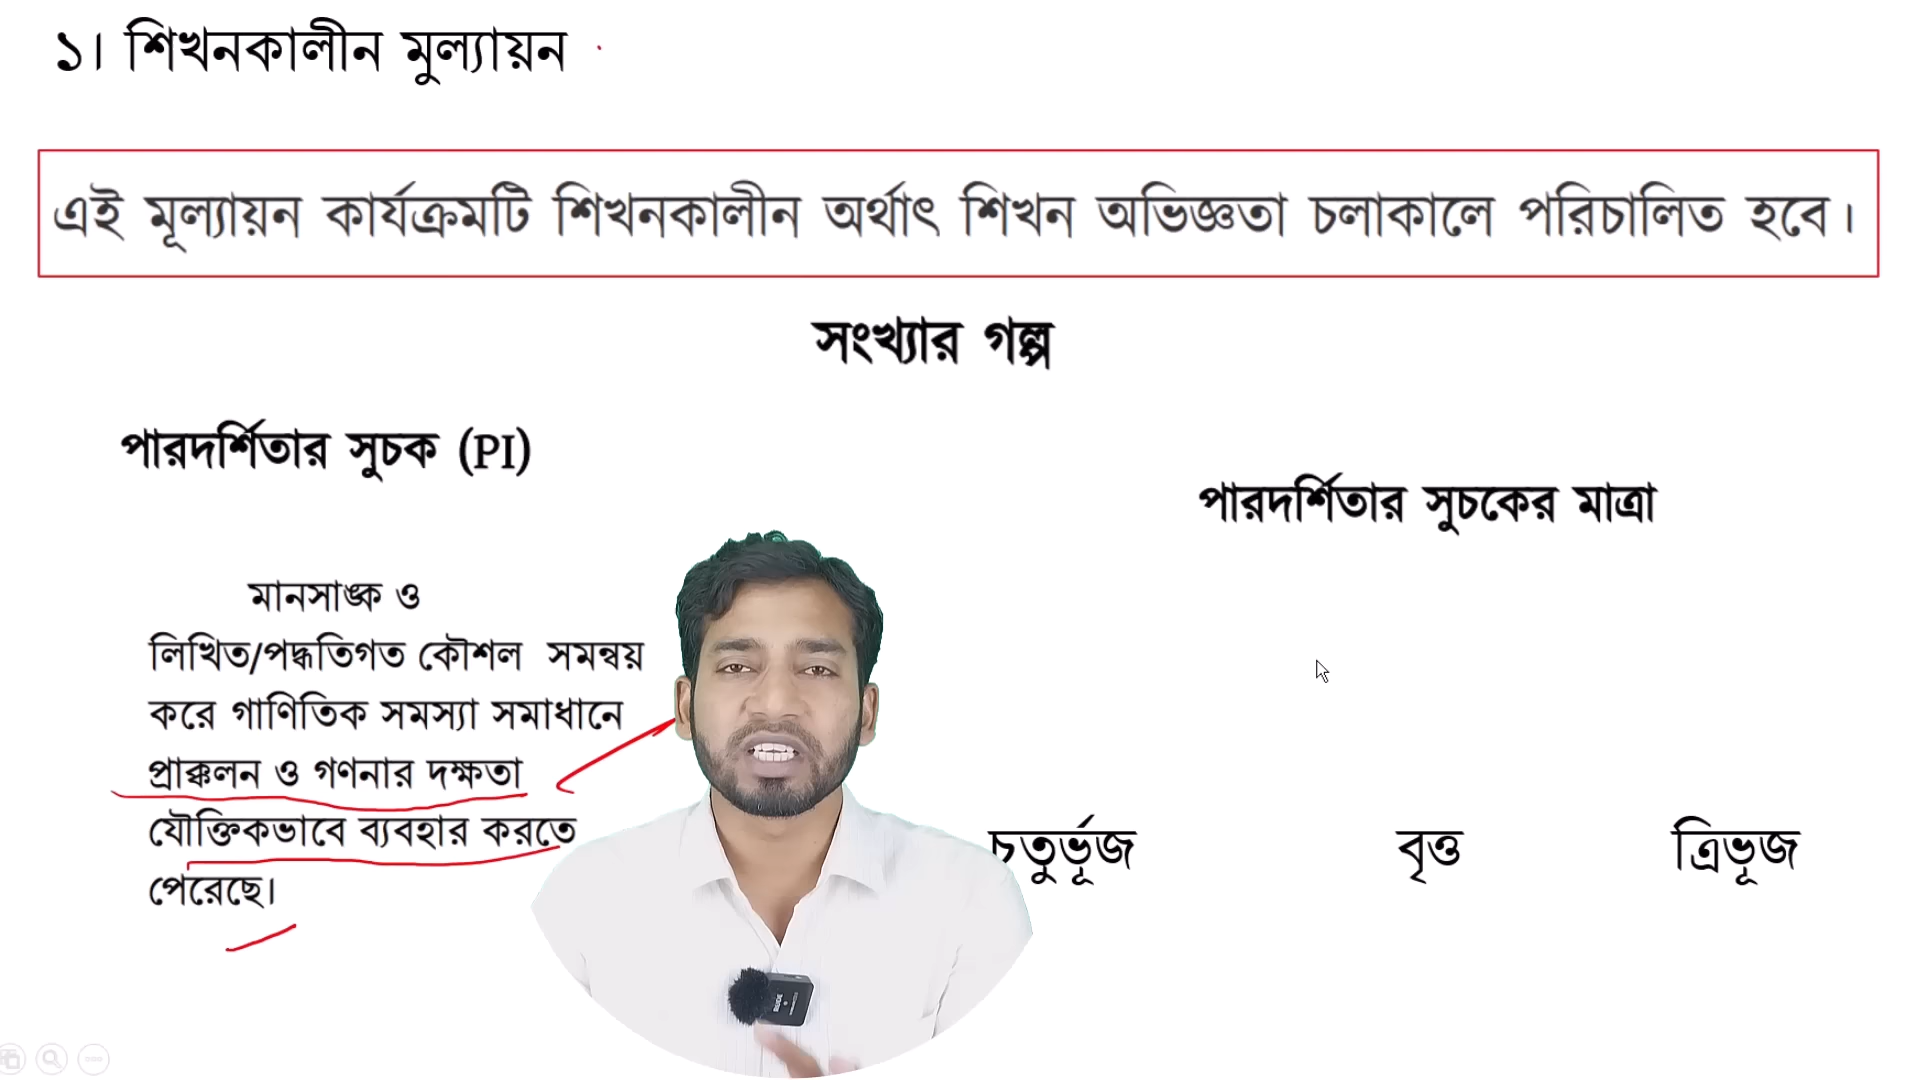 ১। শিখনকালীন মুল্যায়ন
এই মূল্যায়ন কার্যক্রমটি শিখনকালীন অর্থাৎ শিখন অভিজ্ঞতা চলাকালে পরিচালিত হবে।
সংখ্যার গল্প
পারদর্শিতার সুচক (PI)
পারদর্শিতার সুচকের মাত্রা
মানসাঙ্ক ও
লিখিত/পদ্ধতিগত কৌশল সমন্বয়
করে গাণিতিক সমস্যা সমাধানে
প্রাক্কলন ও গণনার দক্ষতা
যৌক্তিকভাবে ব্যবহার করতে
পেরেছে।
চতুর্ভূজ বৃত্ত ত্রিভূজ